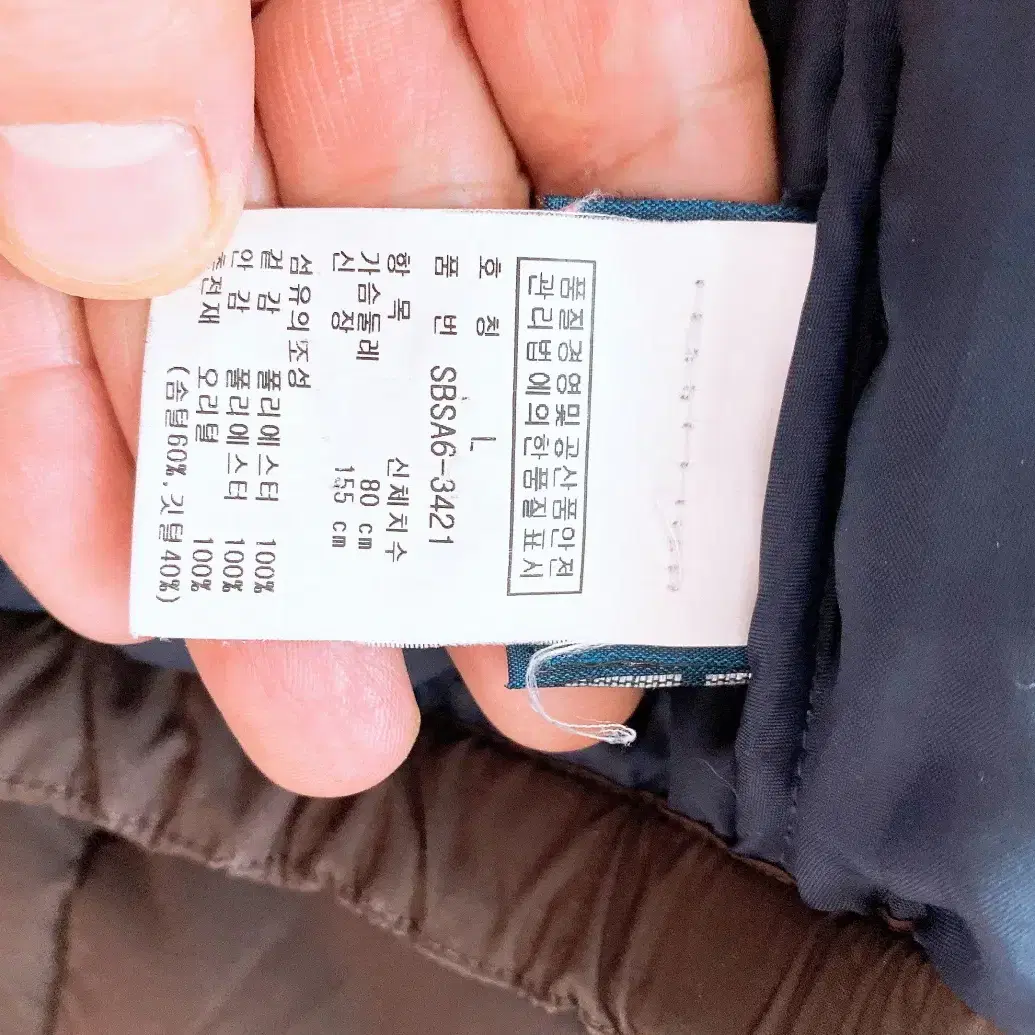 품질경영및공산품안전
관리법에의한품질표시
호 칭 L
품 번 SBSA6-3421
항 목 신체치수
가슴둘레 80 cm
신 장 155 cm
섬유의조성
겉 감 폴리에스터 100%
안 감 폴리에스터 100%
충전재 오리털 100%
(솜털60%, 깃털40%)